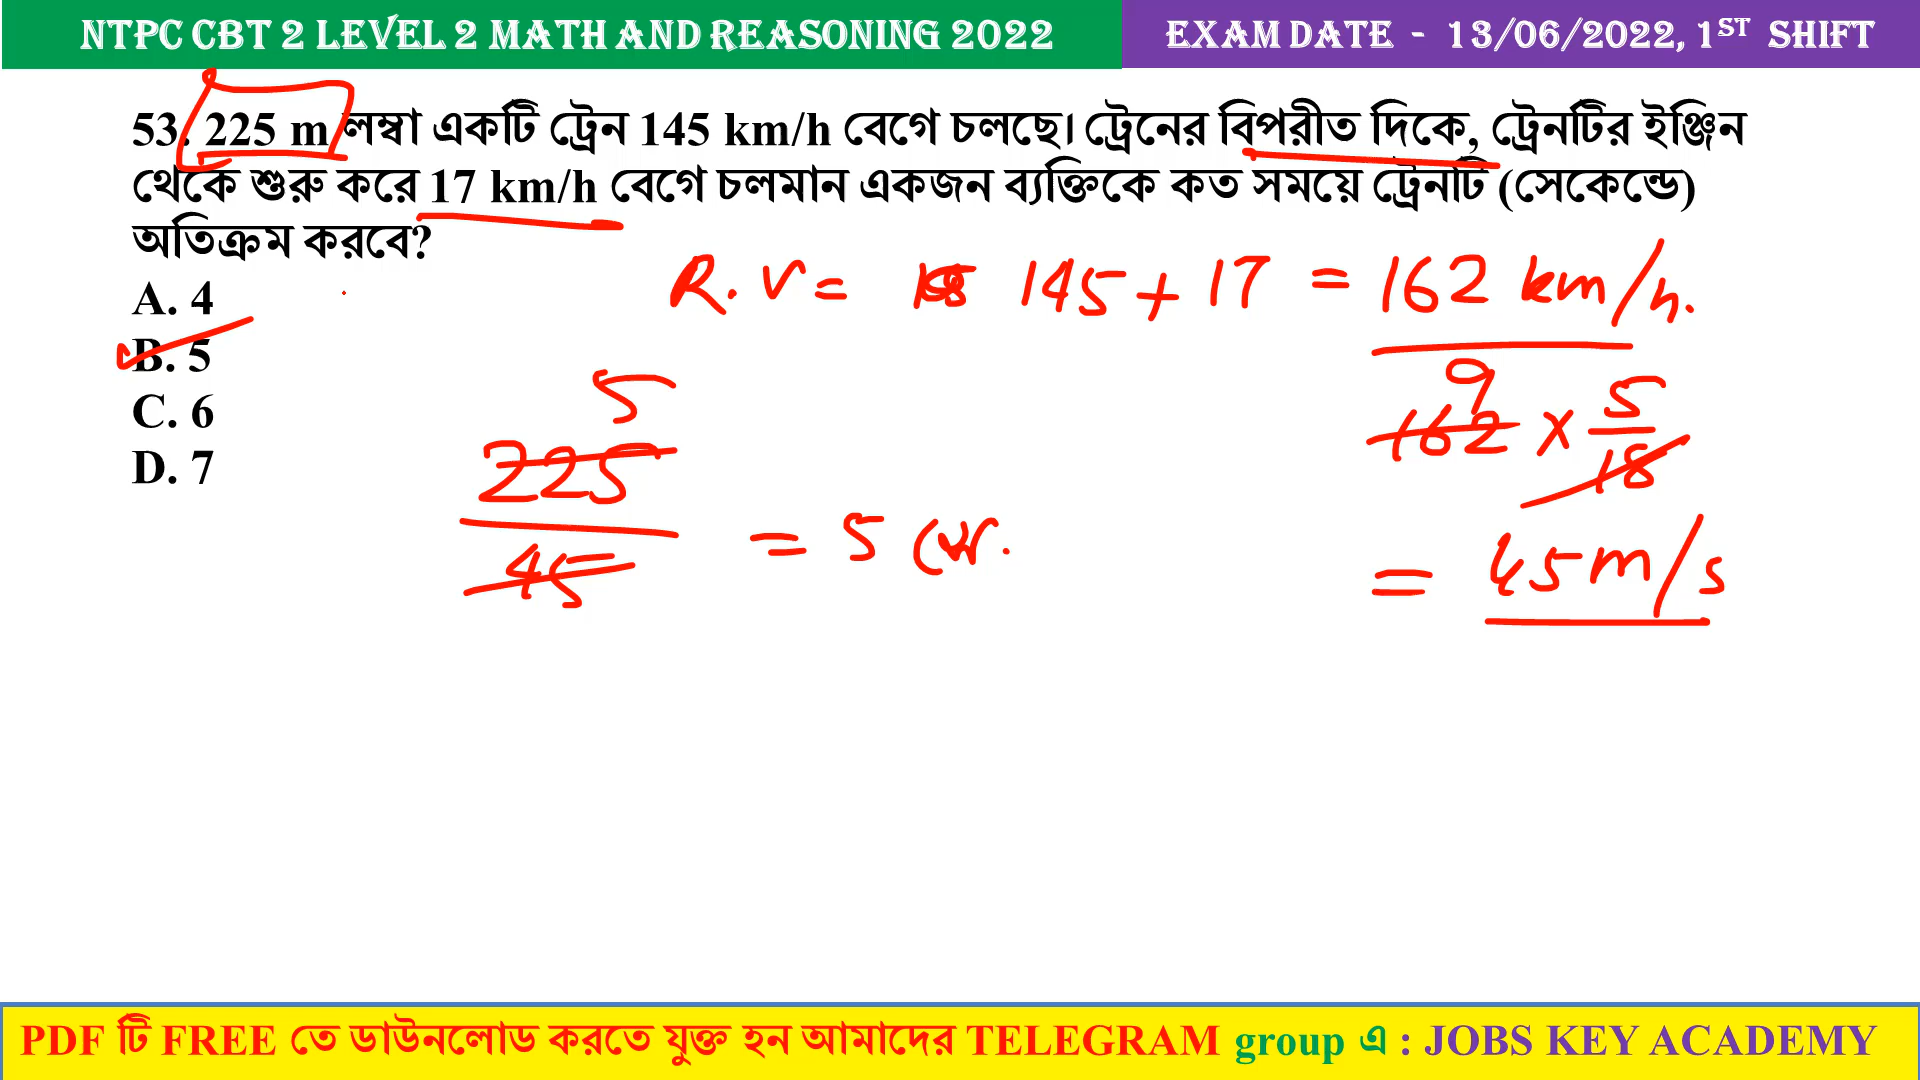 NTPC CBT 2 LEVEL 2 MATH AND REASONING 2022
EXAM DATE - 13/06/2022, 1ST SHIFT
53. 225 m লম্বা একটি ট্রেন 145 km/h বেগে চলছে। ট্রেনের বিপরীত দিকে, ট্রেনটির ইঞ্জিন
থেকে শুরু করে 17 km/h বেগে চলমান একজন ব্যক্তিকে কত সময়ে ট্রেনটি (সেকেন্ডে)
অতিক্রম করবে?
A. 4
B. 5
C. 6
D. 7
R. V = 145 + 17 = 162 km/h.
9
162 × 5/18
= 45 m/s
5
225
45
= 5 সে.
PDF টি FREE তে ডাউনলোড করতে যুক্ত হন আমাদের TELEGRAM group এ : JOBS KEY ACADEMY